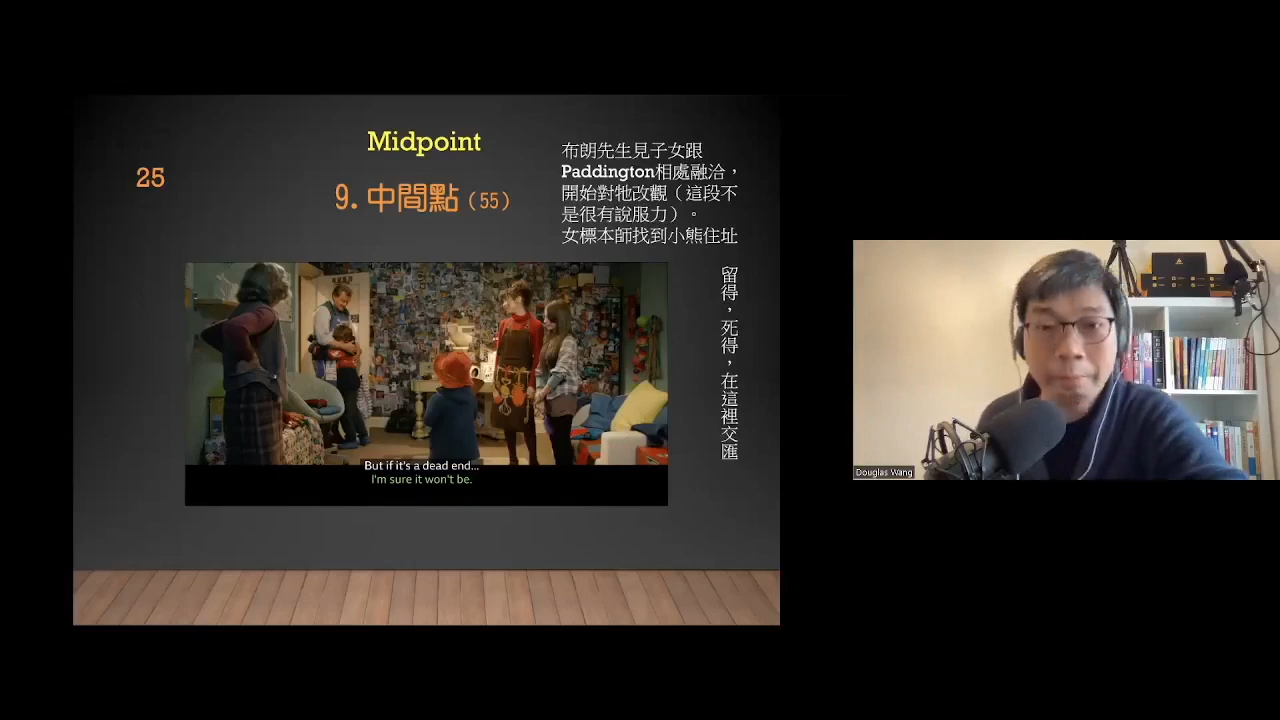 Midpoint
25
9. 中間點（55）
布朗先生見子女跟
Paddington相處融洽，
開始對牠改觀（這段不
是很有說服力）。
女標本師找到小熊住址
留得，死得，在這裡交匯
But if it's a dead end...
I'm sure it won't be.
Douglas Wang